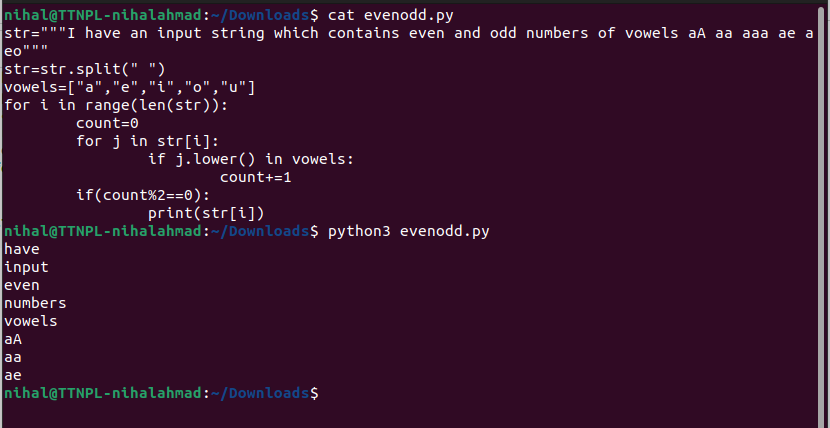 nihal@TTNPL-nihalahmad:~/Downloads$ cat evenodd.py
str="""I have an input string which contains even and odd numbers of vowels aA aa aaa ae a
eo"""
str=str.split(" ")
vowels=["a","e","i","o","u"]
for i in range(len(str)):
        count=0
        for j in str[i]:
                if j.lower() in vowels:
                        count+=1
        if(count%2==0):
                print(str[i])
nihal@TTNPL-nihalahmad:~/Downloads$ python3 evenodd.py
have
input
even
numbers
vowels
aA
aa
ae
nihal@TTNPL-nihalahmad:~/Downloads$